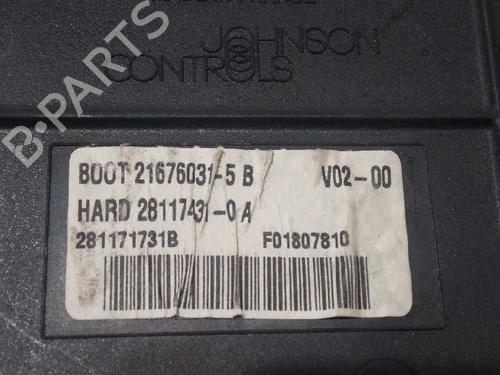 JOHNSON
CONTROLS
B-PARTS
BOOT 21676031-5 B V02-00
HARD 28117431-0 A
281171731B F01807810